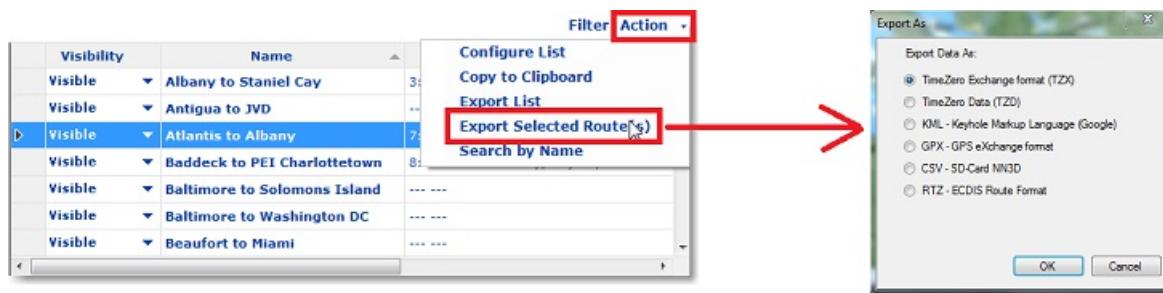 Filter Action
Visibility Name
Visible Albany to Staniel Cay 3:
Visible Antigua to JVD --
Visible Atlantis to Albany 7:
Visible Baddeck to PEI Charlottetown 8:
Visible Baltimore to Solomons Island --- ---
Visible Baltimore to Washington DC --- ---
Visible Beaufort to Miami --- ---
Configure List
Copy to Clipboard
Export List
Export Selected Route(s)
Search by Name
Export As
Export Data As:
TimeZero Exchange format (TZX)
TimeZero Data (TZD)
KML - Keyhole Markup Language (Google)
GPX - GPS eXchange format
CSV - SD-Card NN3D
RTZ - ECDIS Route Format
OK Cancel